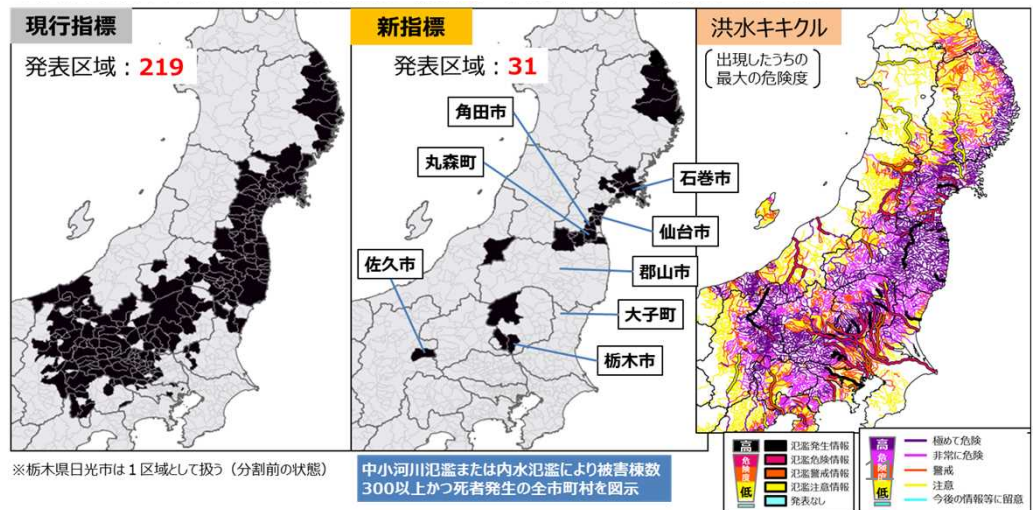 現行指標
発表区域：219
新指標
発表区域：31
角田市
丸森町
石巻市
仙台市
佐久市
郡山市
大子町
栃木市
洪水キキクル
出現したうちの
最大の危険度
※栃木県日光市は１区域として扱う（分割前の状態）
中小河川氾濫または内水氾濫により被害棟数
300以上かつ死者発生の全市町村を図示
高
危険度
低
氾濫発生情報
氾濫危険情報
氾濫警戒情報
氾濫注意情報
発表なし
高
危険度
低
極めて危険
非常に危険
警戒
注意
今後の情報等に留意